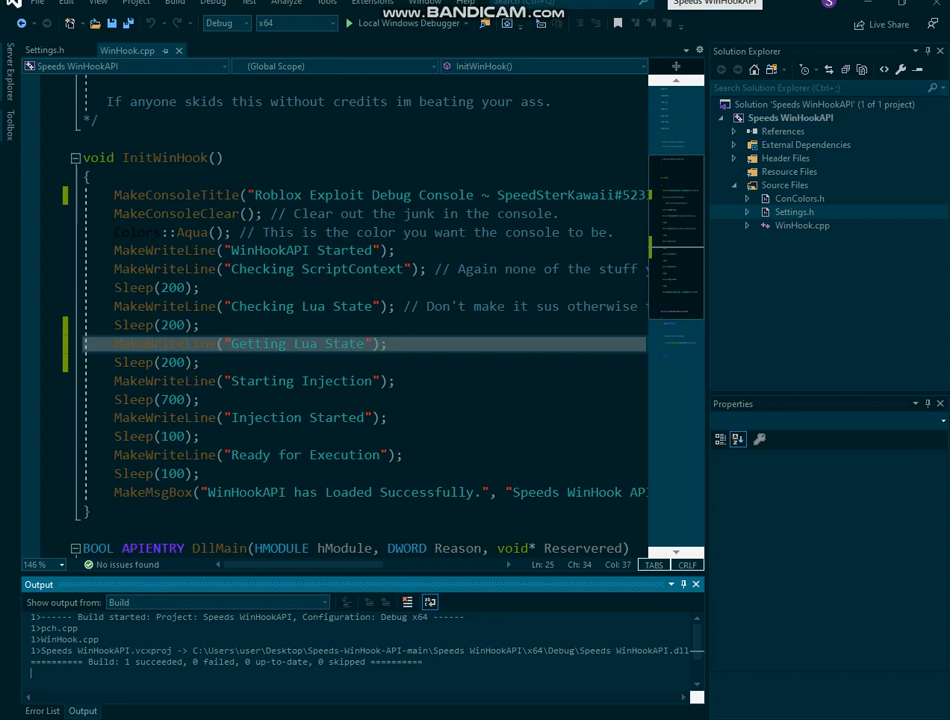 File Edit View Git Project Build Debug Test Analyze Tools Extensions Window Help Search (Ctrl+;) Speeds WinHookAPI S
www.BANDICAM.com
Debug x64 Local Windows Debugger Live Share
Server Explorer
Toolbox
Settings.h WinHook.cpp
Speeds WinHookAPI (Global Scope) InitWinHook()
If anyone skids this without credits im beating your ass.
*/
void InitWinHook()
{
MakeConsoleTitle("Roblox Exploit Debug Console ~ SpeedSterKawaii#523
MakeConsoleClear(); // Clear out the junk in the console.
Colors::Aqua(); // This is the color you want the console to be.
MakeWriteLine("WinHookAPI Started");
MakeWriteLine("Checking ScriptContext"); // Again none of the stuff
Sleep(200);
MakeWriteLine("Checking Lua State"); // Don't make it sus otherwise
Sleep(200);
MakeWriteLine("Getting Lua State");
Sleep(200);
MakeWriteLine("Starting Injection");
Sleep(700);
MakeWriteLine("Injection Started");
Sleep(100);
MakeWriteLine("Ready for Execution");
Sleep(100);
MakeMsgBox("WinHookAPI has Loaded Successfully.", "Speeds WinHook AP
}
BOOL APIENTRY DllMain(HMODULE hModule, DWORD Reason, void* Reservered)
146 % No issues found Ln: 25 Ch: 34 Col: 37 TABS CRLF
Output
Show output from: Build
1>------ Build started: Project: Speeds WinHookAPI, Configuration: Debug x64 ------
1>pch.cpp
1>WinHook.cpp
1>Speeds WinHookAPI.vcxproj -> C:\Users\user\Desktop\Speeds-WinHook-API-main\Speeds WinHookAPI\x64\Debug\Speeds WinHookAPI.dll
========== Build: 1 succeeded, 0 failed, 0 up-to-date, 0 skipped ==========
Error List Output
Solution Explorer
Search Solution Explorer (Ctrl+;)
Solution 'Speeds WinHookAPI' (1 of 1 project)
Speeds WinHookAPI
References
External Dependencies
Header Files
Resource Files
Source Files
ConColors.h
Settings.h
WinHook.cpp
Properties